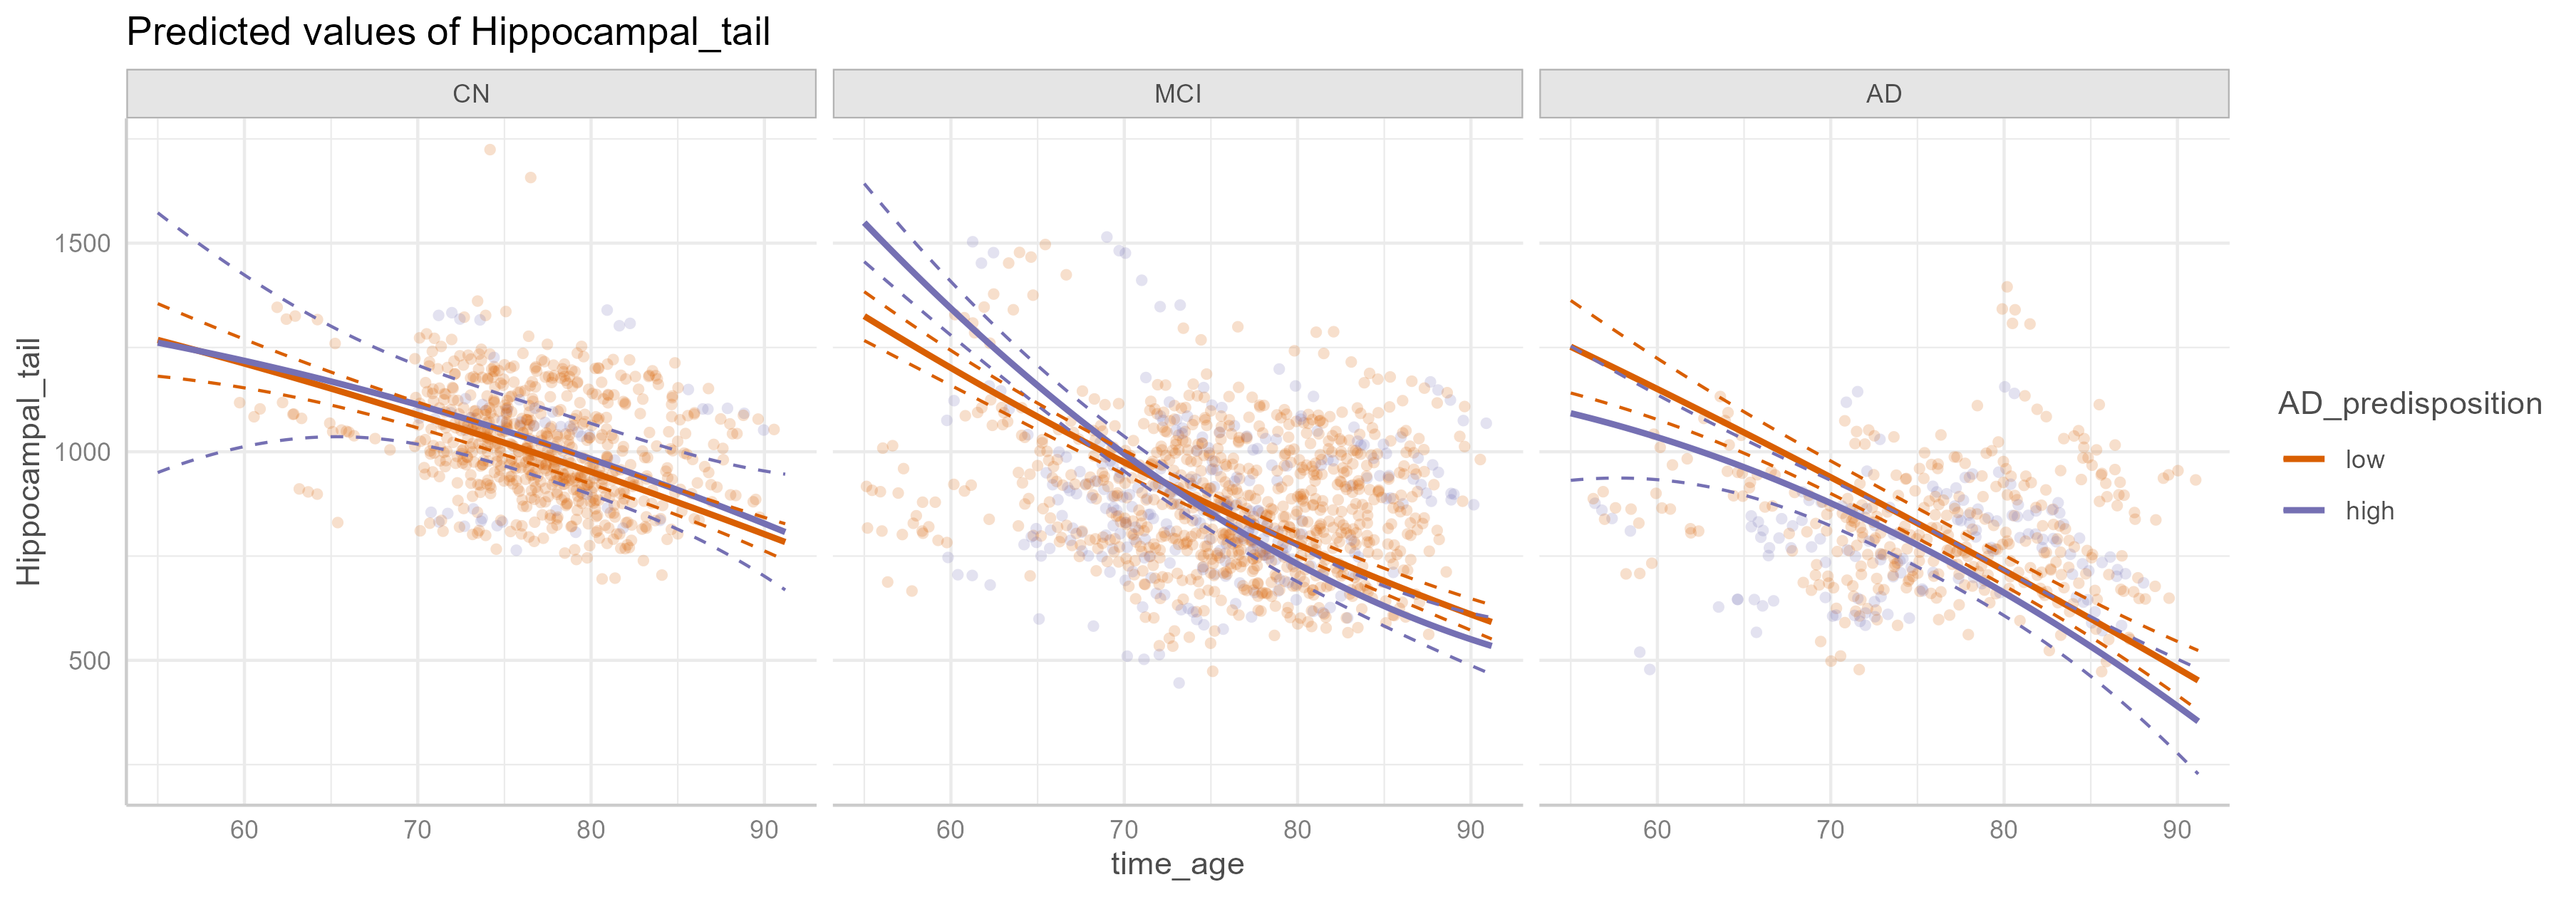 Predicted values of Hippocampal_tail
CN
MCI
AD
Hippocampal_tail
1500
1000
500
60 70 80 90
60 70 80 90
60 70 80 90
time_age
AD_predisposition
low
high